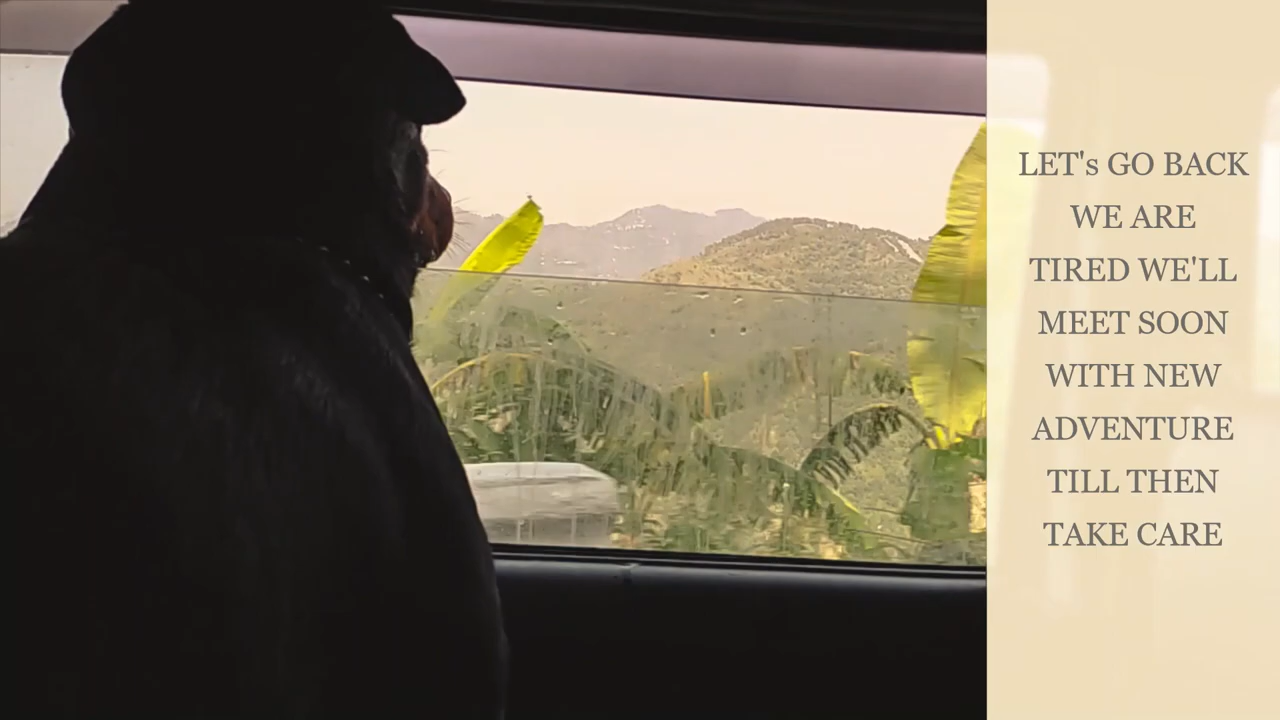 LET's GO BACK
WE ARE
TIRED WE'LL
MEET SOON
WITH NEW
ADVENTURE
TILL THEN
TAKE CARE